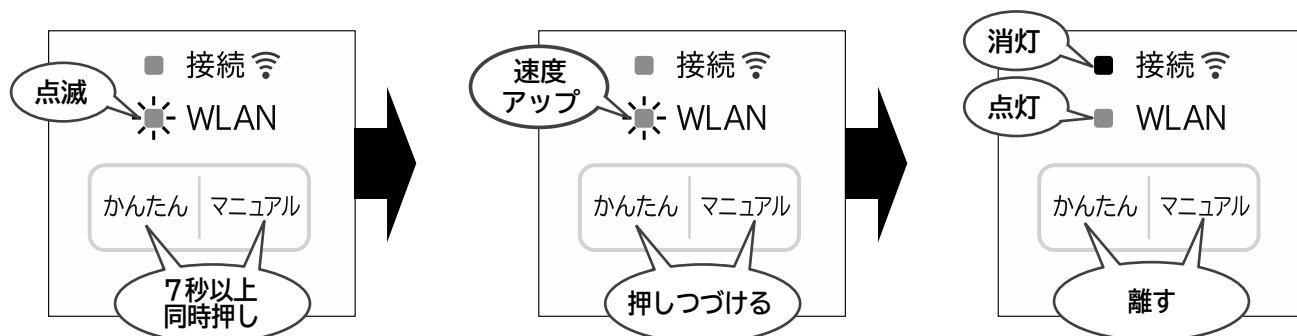 接続
点滅
WLAN
かんたん
マニュアル
7秒以上
同時押し
接続
速度
アップ
WLAN
かんたん
マニュアル
押しつづける
消灯
接続
点灯
WLAN
かんたん
マニュアル
離す